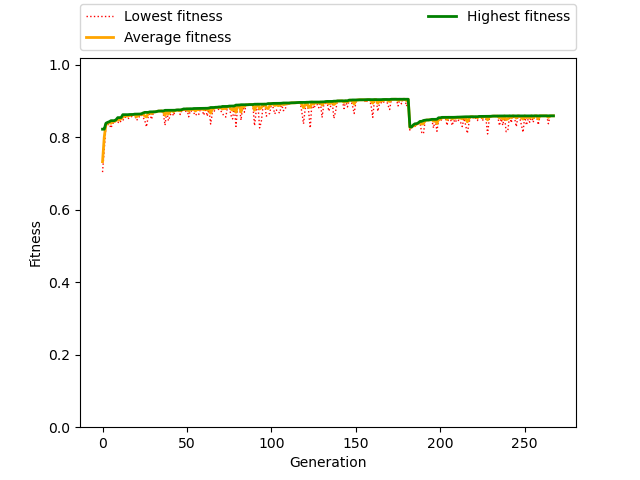 Lowest fitness
Average fitness
Highest fitness
1.0
0.8
0.6
0.4
0.2
0.0
Fitness
0 50 100 150 200 250
Generation